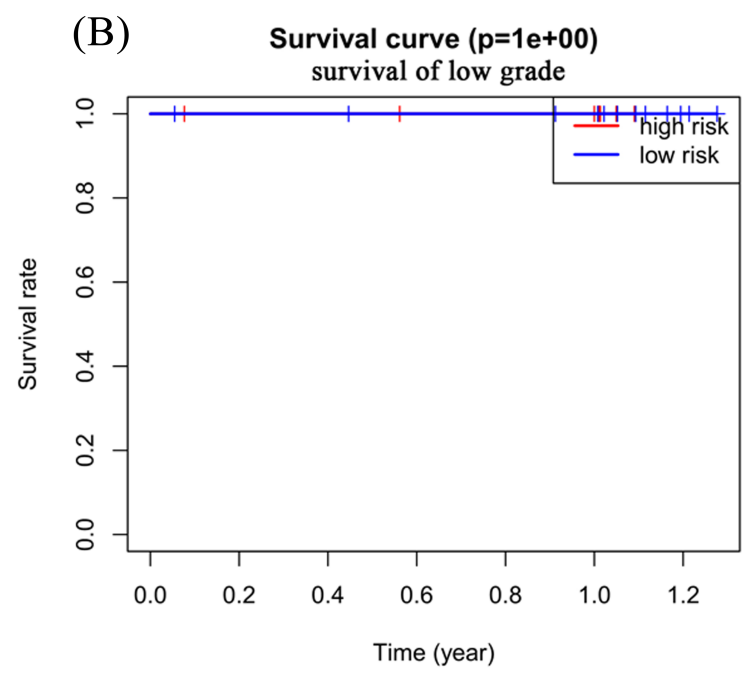 (B)
Survival curve (p=1e+00)
survival of low grade
high risk
low risk
Survival rate
1.0
0.8
0.6
0.4
0.2
0.0
0.0 0.2 0.4 0.6 0.8 1.0 1.2
Time (year)